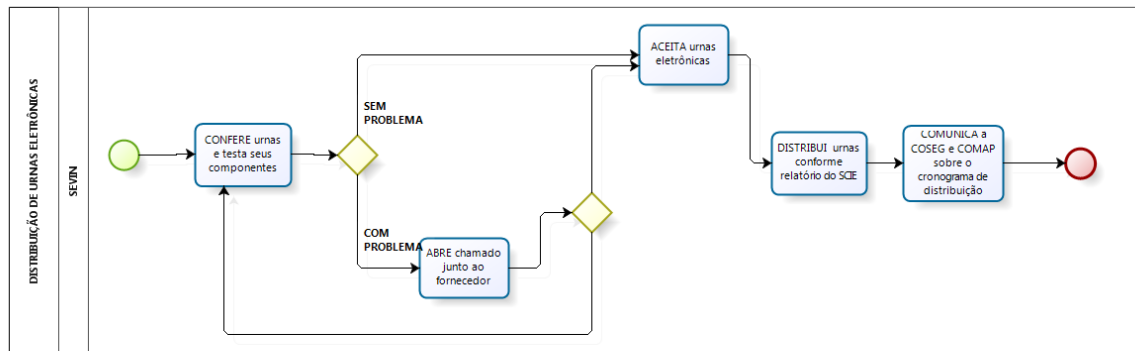 DISTRIBUIÇÃO DE URNAS ELETRÔNICAS
SEVIN
CONFERE urnas
e testa seus
componentes
SEM
PROBLEMA
COM
PROBLEMA
ABRE chamado
junto ao
fornecedor
ACEITA urnas
eletrônicas
DISTRIBUI urnas
conforme
relatório do SCIE
COMUNICA a
COSEG e COMAP
sobre o
cronograma de
distribuição